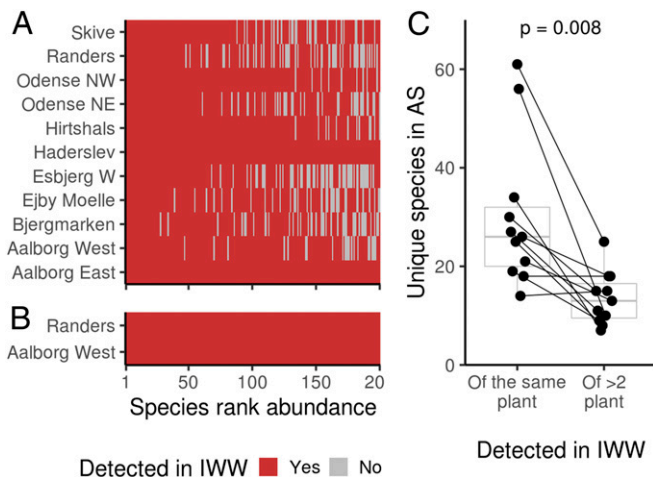 A
Skive
Randers
Odense NW
Odense NE
Hirtshals
Haderslev
Esbjerg W
Ejby Moelle
Bjergmarken
Aalborg West
Aalborg East
B
Randers
Aalborg West
1 50 100 150 20
Species rank abundance
Detected in IWW Yes No
C
p = 0.008
Unique species in AS
60
40
20
0
Of the same plant
Of >2 plant
Detected in IWW